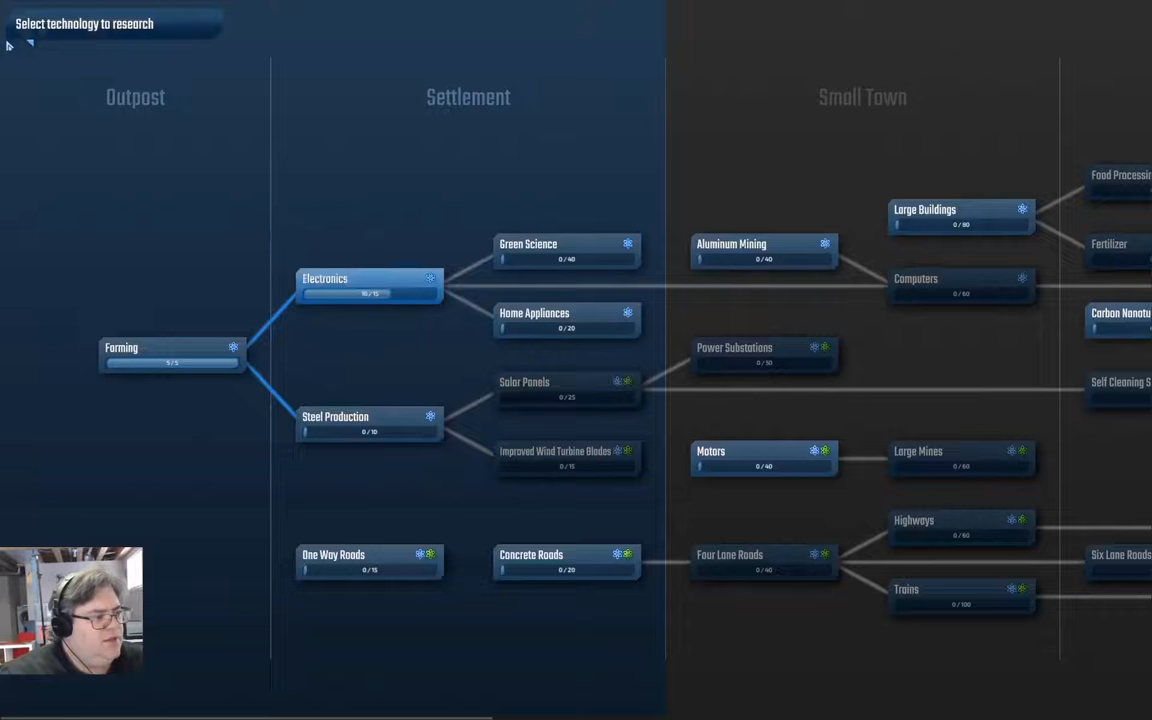 Select technology to research
Outpost
Settlement
Small Town
Food Processin
Large Buildings
0/80
Green Science
0/40
Aluminum Mining
0/40
Fertilizer
Electronics
10/15
Computers
0/60
Home Appliances
0/20
Carbon Nanotu
Farming
5/5
Power Substations
0/50
Solar Panels
0/25
Self Cleaning S
Steel Production
0/10
Improved Wind Turbine Blades
0/15
Motors
0/40
Large Mines
0/60
Highways
0/60
One Way Roads
0/15
Concrete Roads
0/20
Four Lane Roads
0/40
Six Lane Roads
Trains
0/100